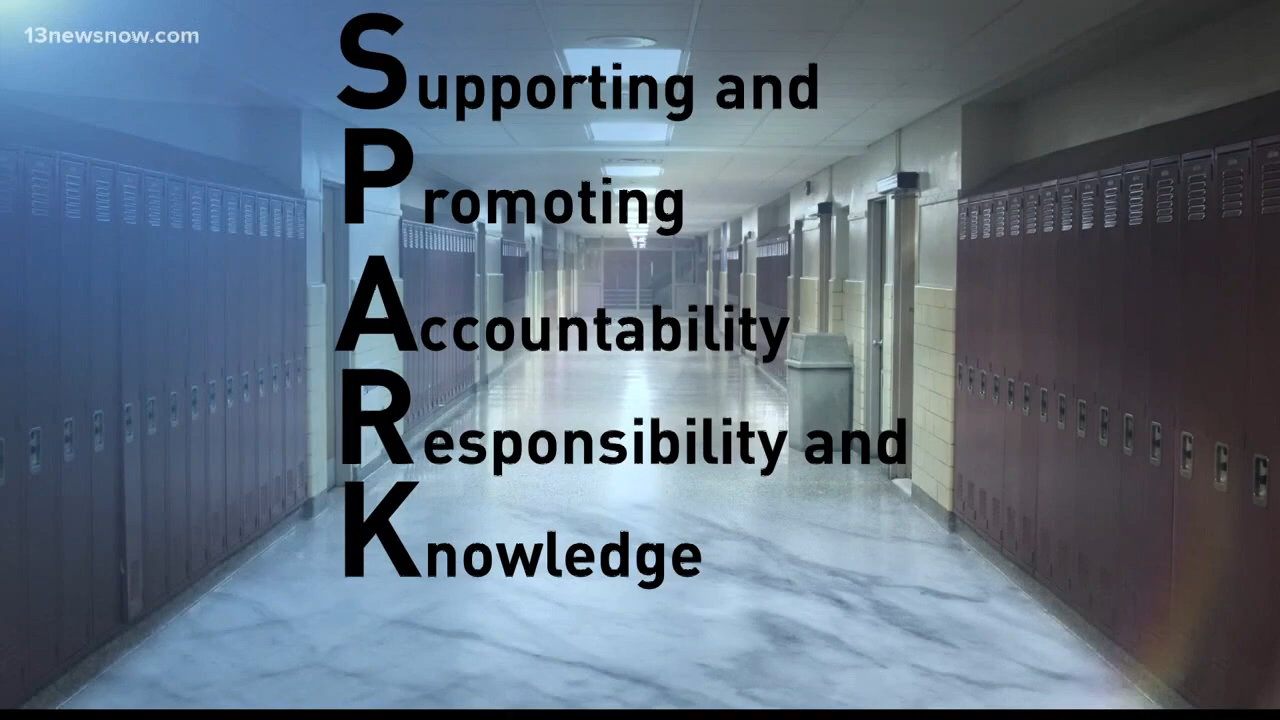 13newsnow.com
Supporting and
Promoting
Accountability
Responsibility and
Knowledge